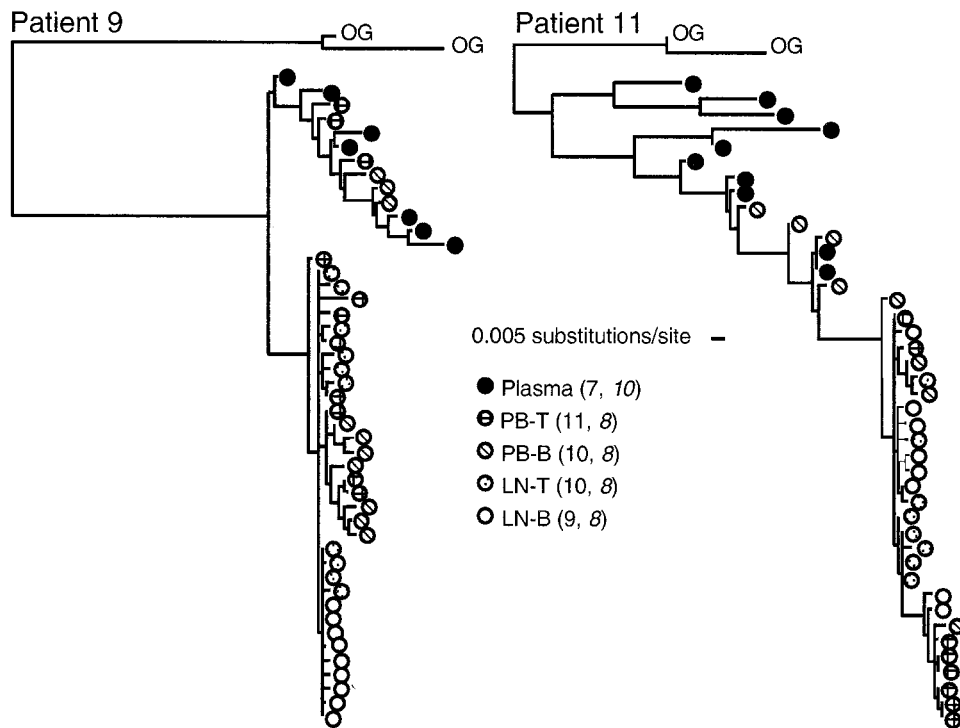 Patient 9
OG
OG
Patient 11
OG
OG
0.005 substitutions/site
Plasma (7, 10)
PB-T (11, 8)
PB-B (10, 8)
LN-T (10, 8)
LN-B (9, 8)